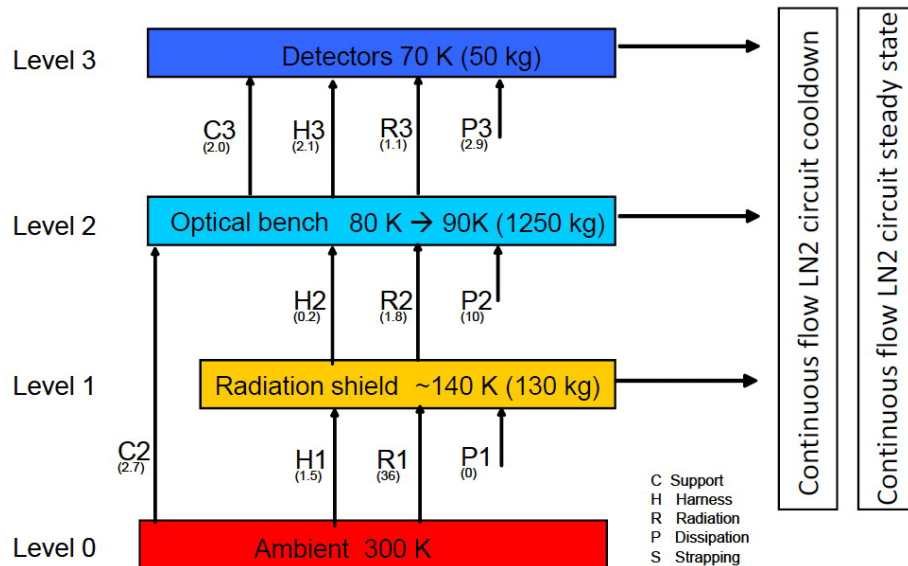 Level 3
Detectors 70 K (50 kg)
C3
(2.0)
H3
(2.1)
R3
(1.1)
P3
(2.9)
Level 2
Optical bench 80 K → 90K (1250 kg)
H2
(0.2)
R2
(1.8)
P2
(10)
Level 1
Radiation shield ~140 K (130 kg)
C2
(2.7)
H1
(1.5)
R1
(36)
P1
(0)
Level 0
Ambient 300 K
C Support
H Harness
R Radiation
P Dissipation
S Strapping
Continuous flow LN2 circuit cooldown
Continuous flow LN2 circuit steady state